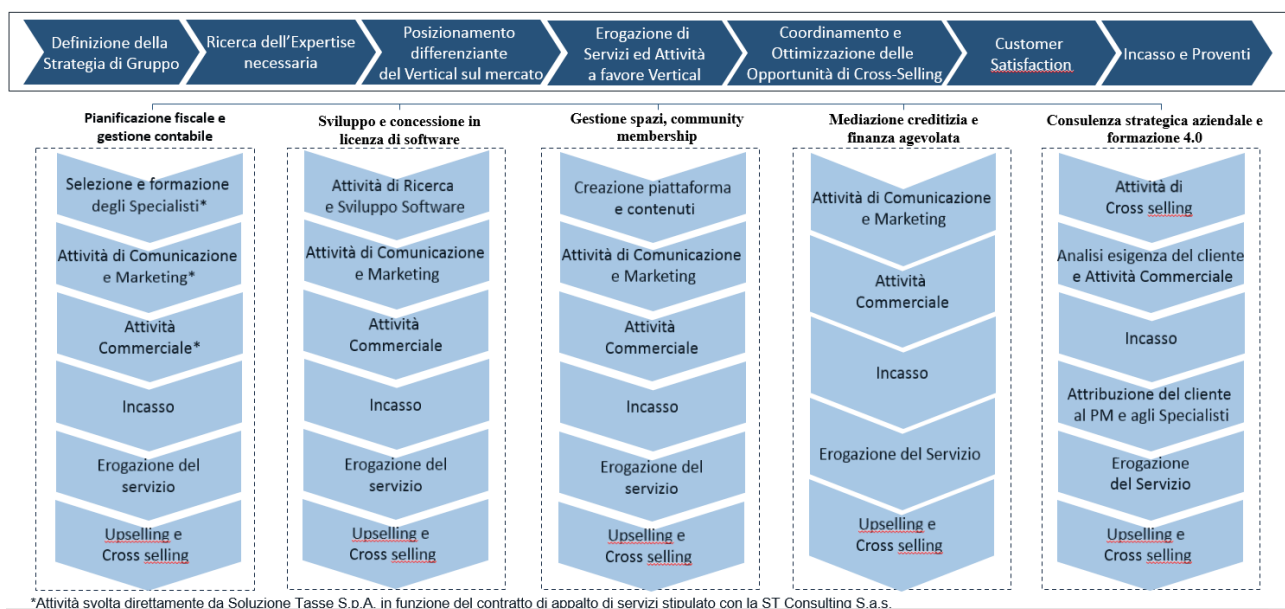 Definizione della
Strategia di Gruppo
Ricerca dell'Expertise
necessaria
Posizionamento
differenziante
del Vertical sul mercato
Erogazione di
Servizi ed Attività
a favore Vertical
Coordinamento e
Ottimizzazione delle
Opportunità di Cross-Selling
Customer
Satisfaction
Incasso e Proventi
Pianificazione fiscale e
gestione contabile
Selezione e formazione
degli Specialisti*
Attività di Comunicazione
e Marketing*
Attività
Commerciale*
Incasso
Erogazione del
servizio
Upselling e
Cross selling
Sviluppo e concessione in
licenza di software
Attività di Ricerca
e Sviluppo Software
Attività di Comunicazione
e Marketing
Attività
Commerciale
Incasso
Erogazione del
servizio
Upselling e
Cross selling
Gestione spazi, community
membership
Creazione piattaforma
e contenuti
Attività di Comunicazione
e Marketing
Attività
Commerciale
Incasso
Erogazione del
servizio
Upselling e
Cross selling
Mediazione creditizia e
finanza agevolata
Attività di Comunicazione
e Marketing
Attività
Commerciale
Incasso
Erogazione del Servizio
Upselling e
Cross selling
Consulenza strategica aziendale e
formazione 4.0
Attività di
Cross selling
Analisi esigenza del cliente
e Attività Commerciale
Incasso
Attribuzione del cliente
al PM e agli Specialisti
Erogazione
del Servizio
Upselling e
Cross selling
*Attività svolta direttamente da Soluzione Tasse S.p.A. in funzione del contratto di appalto di servizi stipulato con la ST Consulting S.a.s.